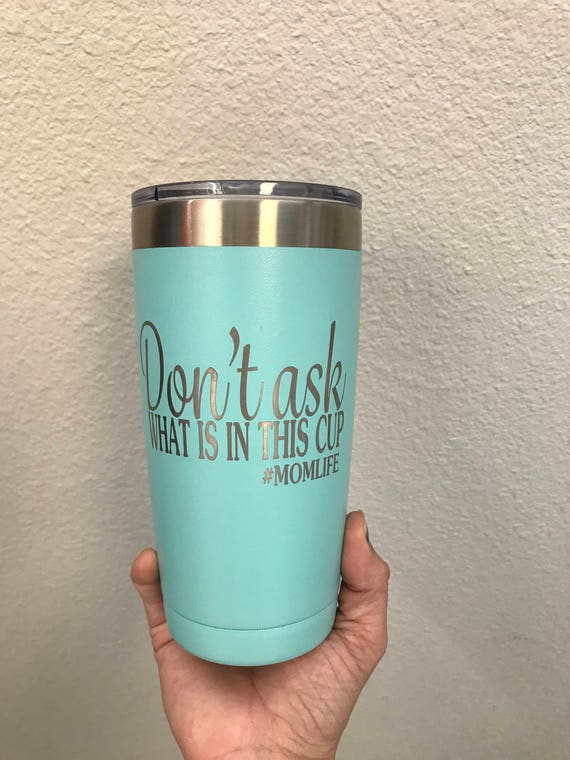 Don't ask
WHAT IS IN THIS CUP
#MOMLIFE